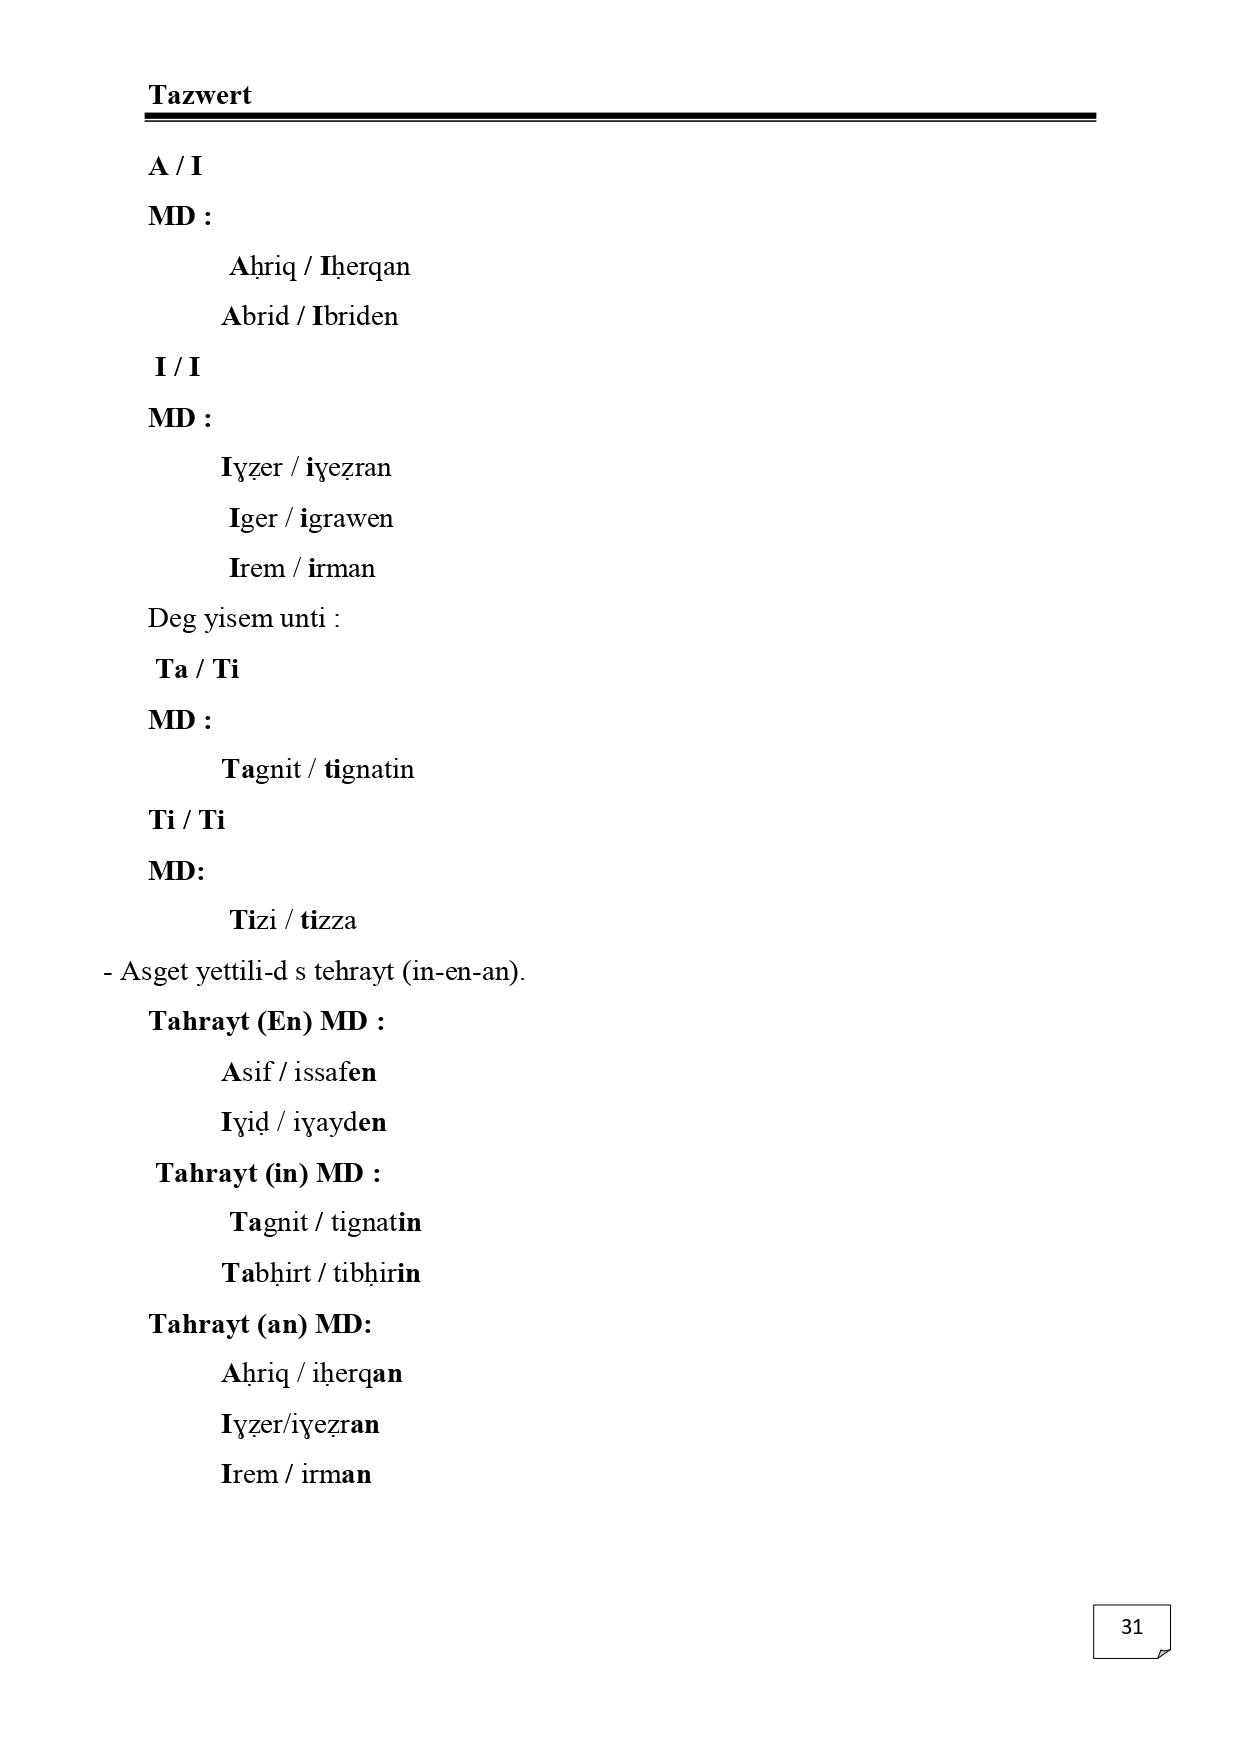 Tazwert
A / I
MD :
Aḥriq / Iḥerqan
Abrid / Ibriden
I / I
MD :
Iɣẓer / iɣeẓran
Iger / igrawen
Irem / irman
Deg yisem unti :
Ta / Ti
MD :
Tagnit / tignatin
Ti / Ti
MD:
Tizi / tizza
- Asget yettili-d s tehrayt (in-en-an).
Tahrayt (En) MD :
Asif / issafen
Iɣiḍ / iɣayden
Tahrayt (in) MD :
Tagnit / tignatin
Tabḥirt / tibḥirin
Tahrayt (an) MD:
Aḥriq / iḥerqan
Iɣẓer/iɣeẓran
Irem / irman
31